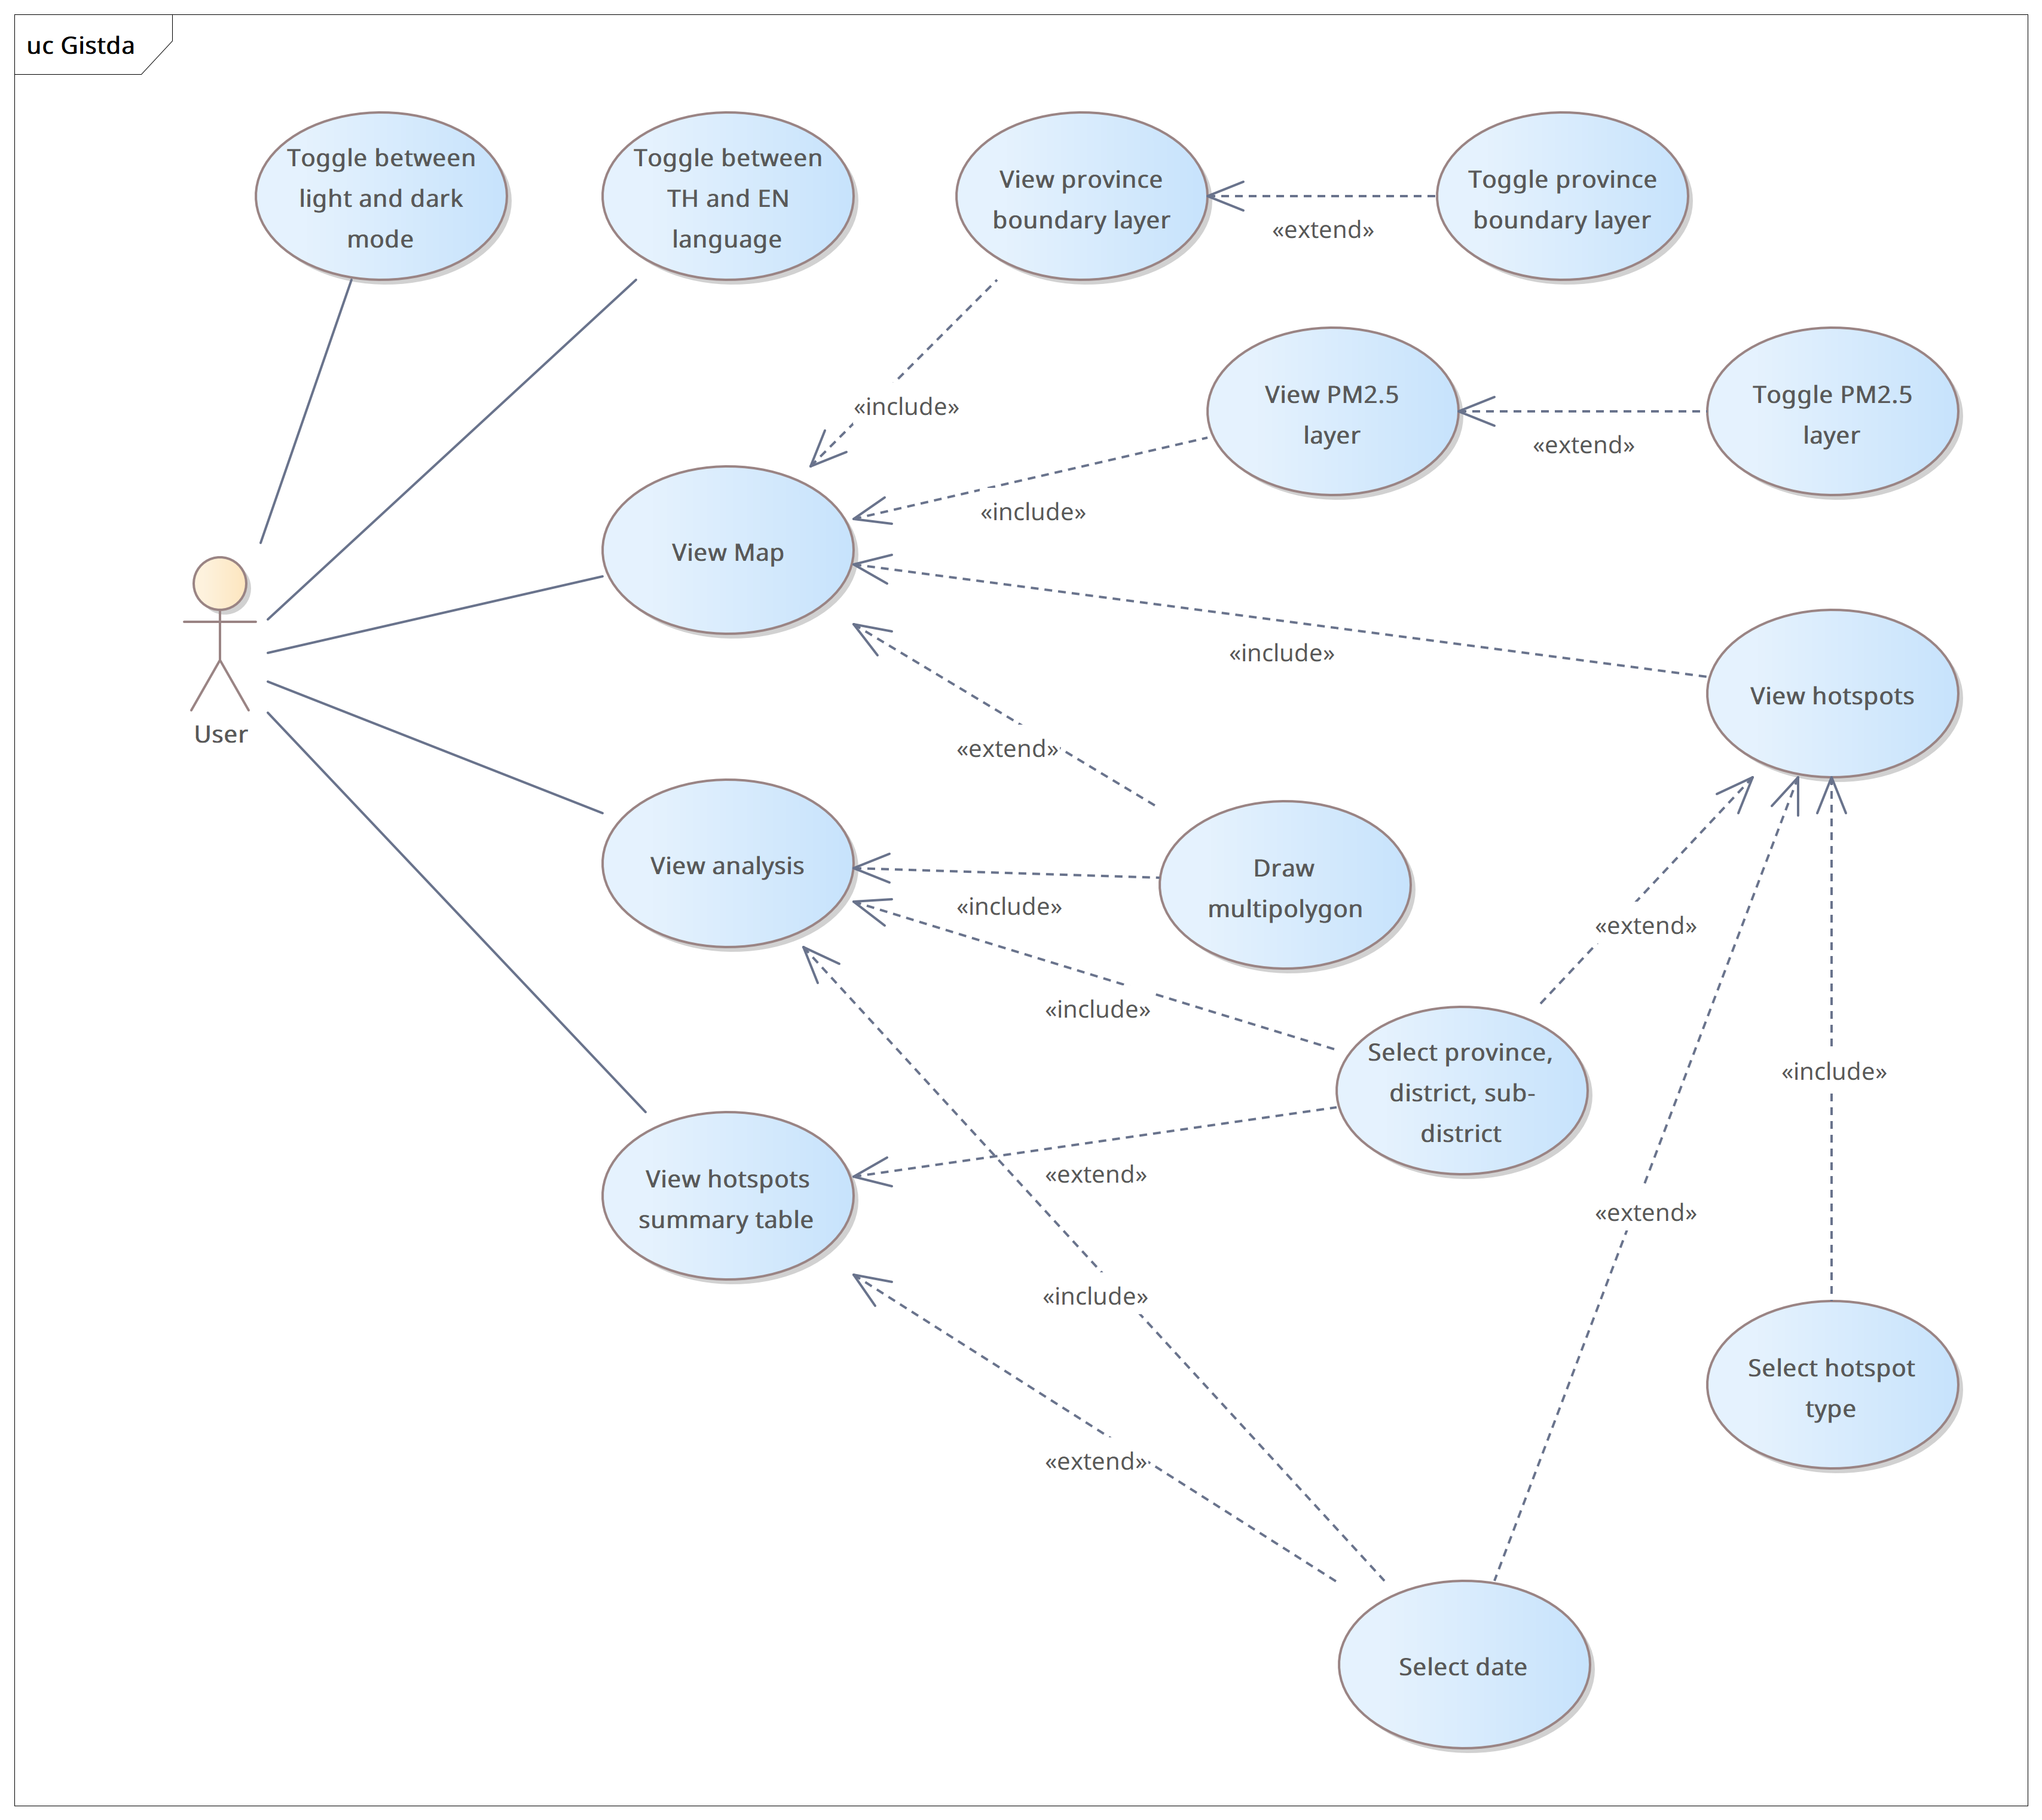 uc Gistda
Toggle between
light and dark
mode
Toggle between
TH and EN
language
View province
boundary layer
«extend»
Toggle province
boundary layer
«include»
View PM2.5
layer
«extend»
Toggle PM2.5
layer
«include»
View Map
«include»
View hotspots
User
«extend»
View analysis
«include»
Draw
multipolygon
«extend»
«include»
Select province,
district, sub-
district
«include»
View hotspots
summary table
«extend»
«extend»
«include»
Select hotspot
type
«extend»
Select date